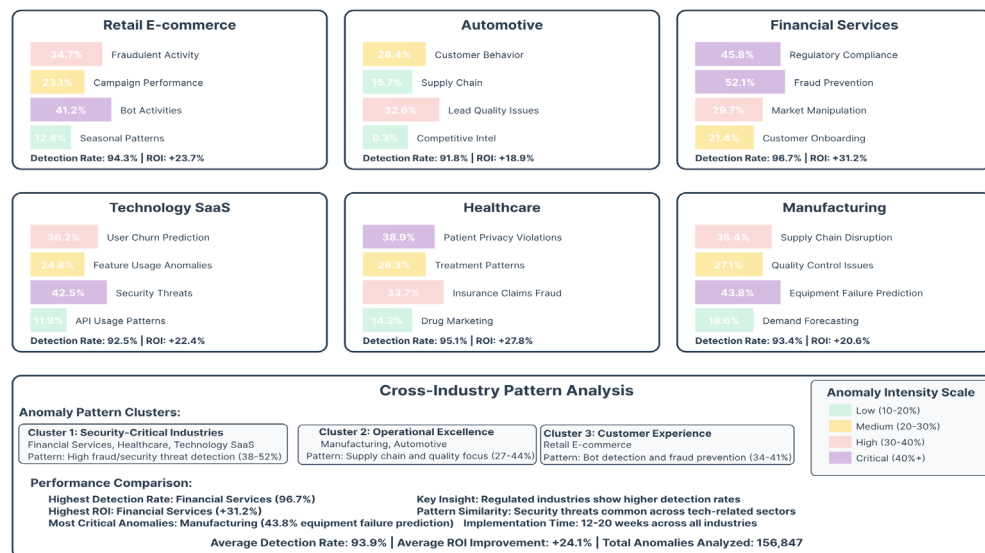 Retail E-commerce
34.7% Fraudulent Activity
23.1% Campaign Performance
41.2% Bot Activities
12.8% Seasonal Patterns
Detection Rate: 94.3% | ROI: +23.7%
Automotive
28.4% Customer Behavior
15.7% Supply Chain
32.6% Lead Quality Issues
9.3% Competitive Intel
Detection Rate: 91.8% | ROI: +18.9%
Financial Services
45.8% Regulatory Compliance
52.1% Fraud Prevention
29.7% Market Manipulation
21.4% Customer Onboarding
Detection Rate: 96.7% | ROI: +31.2%
Technology SaaS
36.2% User Churn Prediction
24.8% Feature Usage Anomalies
42.5% Security Threats
11.9% API Usage Patterns
Detection Rate: 92.5% | ROI: +22.4%
Healthcare
38.9% Patient Privacy Violations
26.3% Treatment Patterns
33.7% Insurance Claims Fraud
14.2% Drug Marketing
Detection Rate: 95.1% | ROI: +27.8%
Manufacturing
35.4% Supply Chain Disruption
27.1% Quality Control Issues
43.8% Equipment Failure Prediction
18.6% Demand Forecasting
Detection Rate: 93.4% | ROI: +20.6%
Cross-Industry Pattern Analysis
Anomaly Pattern Clusters:
Cluster 1: Security-Critical Industries
Financial Services, Healthcare, Technology SaaS
Pattern: High fraud/security threat detection (38-52%)
Cluster 2: Operational Excellence
Manufacturing, Automotive
Pattern: Supply chain and quality focus (27-44%)
Cluster 3: Customer Experience
Retail E-commerce
Pattern: Bot detection and fraud prevention (34-41%)
Anomaly Intensity Scale
Low (10-20%)
Medium (20-30%)
High (30-40%)
Critical (40%+)
Performance Comparison:
Highest Detection Rate: Financial Services (96.7%)
Highest ROI: Financial Services (+31.2%)
Most Critical Anomalies: Manufacturing (43.8% equipment failure prediction)
Key Insight: Regulated industries show higher detection rates
Pattern Similarity: Security threats common across tech-related sectors
Implementation Time: 12-20 weeks across all industries
Average Detection Rate: 93.9% | Average ROI Improvement: +24.1% | Total Anomalies Analyzed: 156,847